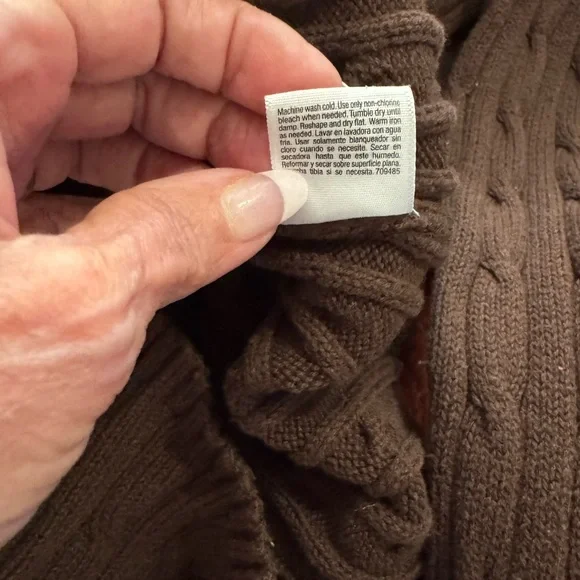 Machine wash cold. Use only non-chlorine
bleach when needed. Tumble dry until
damp. Reshape and dry flat. Warm iron
as needed. Lavar en lavadora con agua
fria. Usar solamente blanqueador sin
cloro cuando se necesite. Secar en
secadora hasta que este humedo.
Reformar y secar sobre superficie plana.
tibia si se necesita. 709485